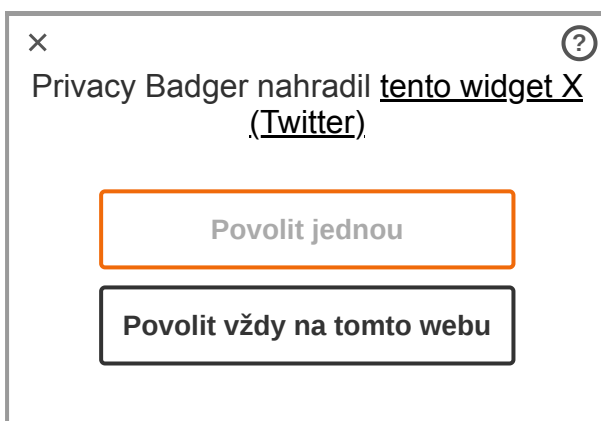 ×
?
Privacy Badger nahradil tento widget X
(Twitter)
Povolit jednou
Povolit vždy na tomto webu